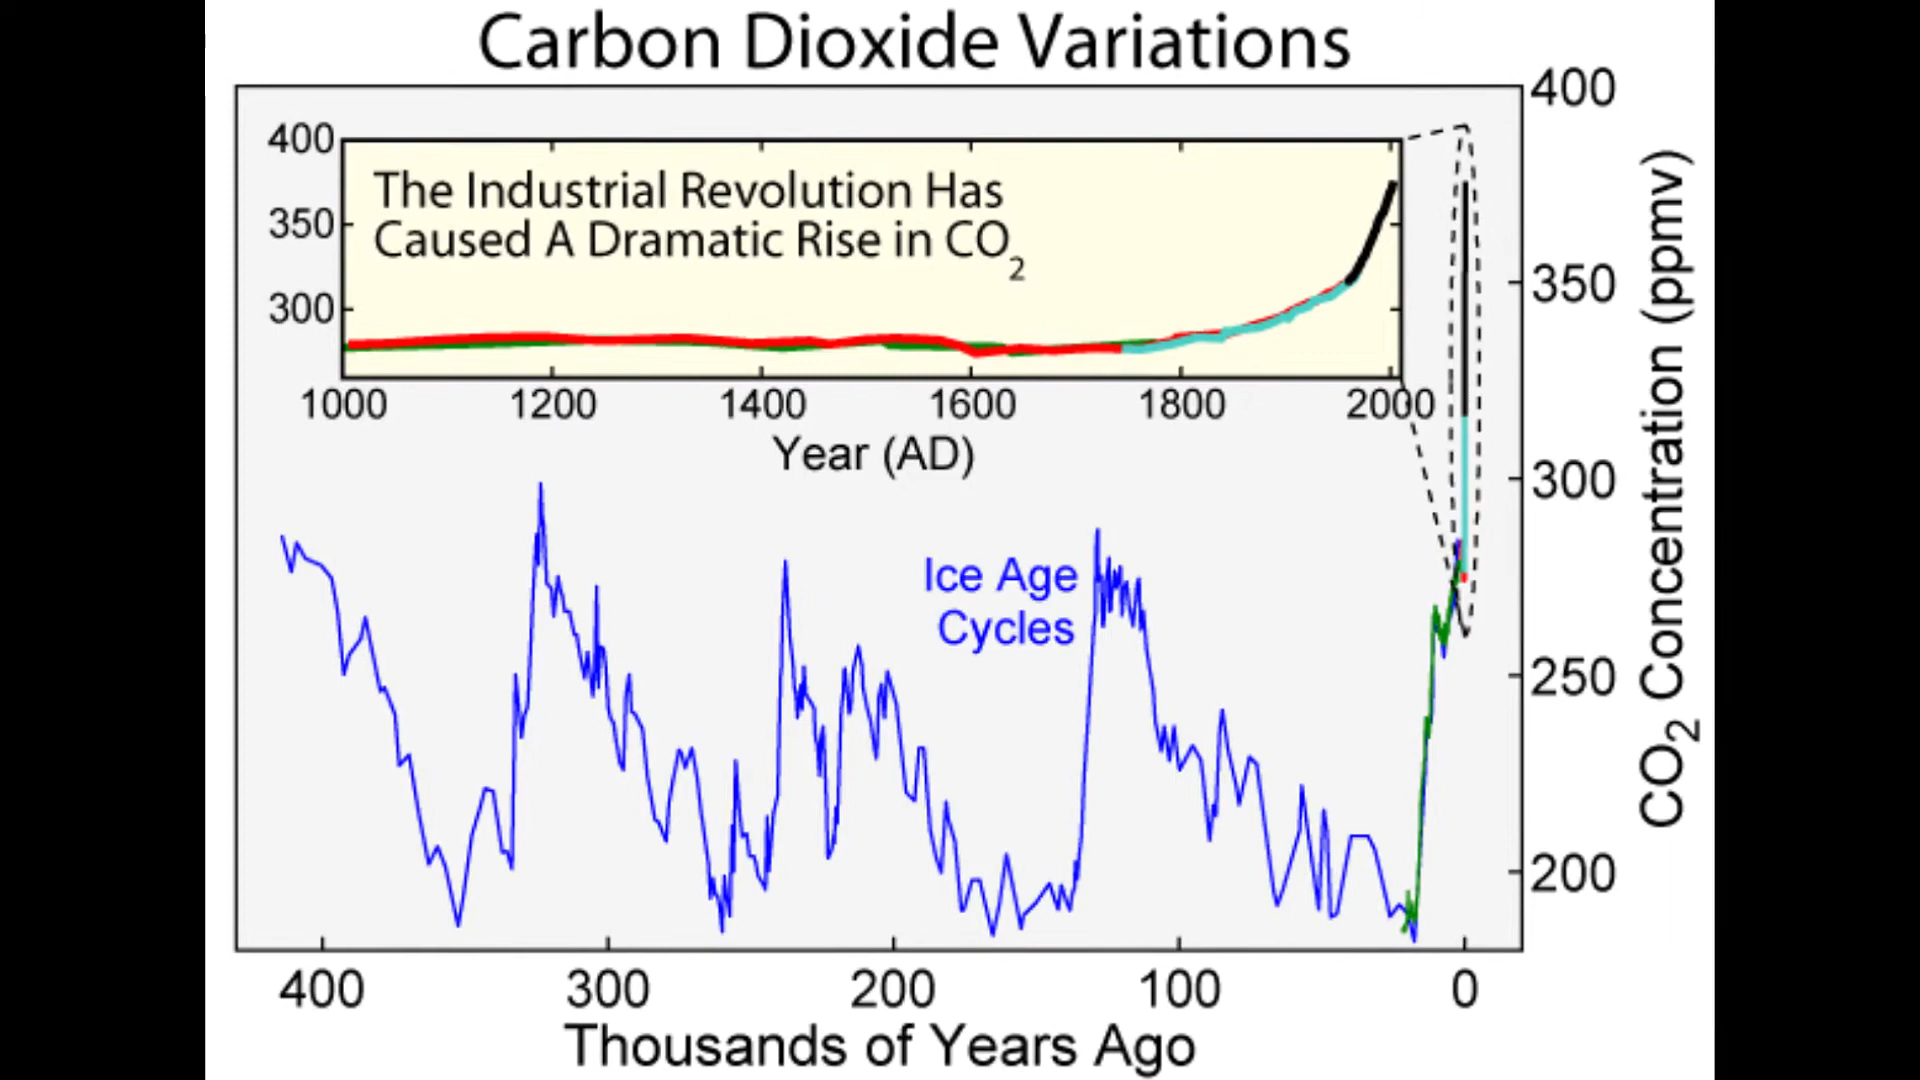 Carbon Dioxide Variations
400
350
300
The Industrial Revolution Has
Caused A Dramatic Rise in CO2
1000 1200 1400 1600 1800 2000
Year (AD)
Ice Age
Cycles
400
350
300
250
200
CO2 Concentration (ppmv)
400 300 200 100 0
Thousands of Years Ago